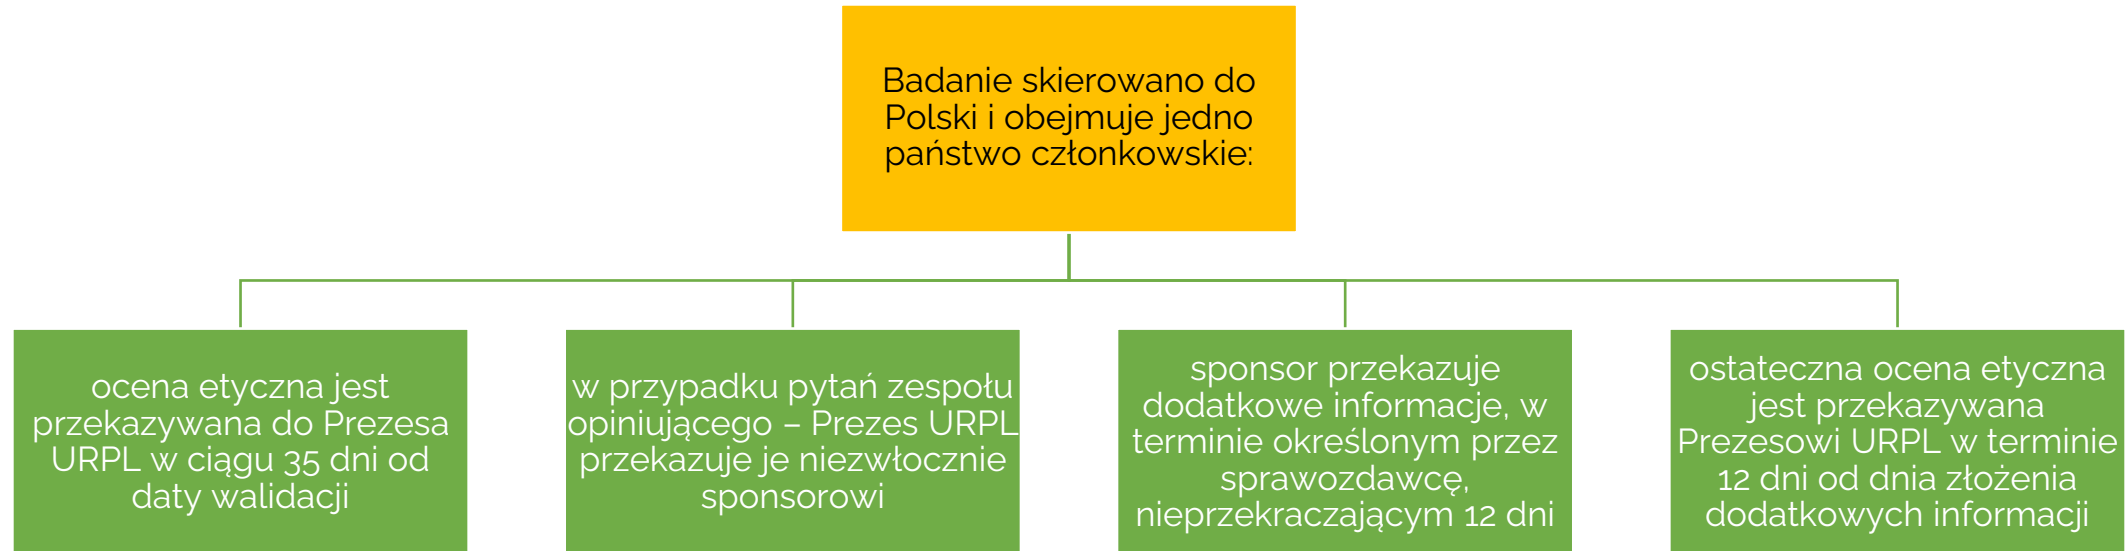 Badanie skierowano do
Polski i obejmuje jedno
państwo członkowskie:
ocena etyczna jest
przekazywana do Prezesa
URPL w ciągu 35 dni od
daty walidacji
w przypadku pytań zespołu
opiniującego – Prezes URPL
przekazuje je niezwłocznie
sponsorowi
sponsor przekazuje
dodatkowe informacje, w
terminie określonym przez
sprawozdawcę,
nieprzekraczającym 12 dni
ostateczna ocena etyczna
jest przekazywana
Prezesowi URPL w terminie
12 dni od dnia złożenia
dodatkowych informacji